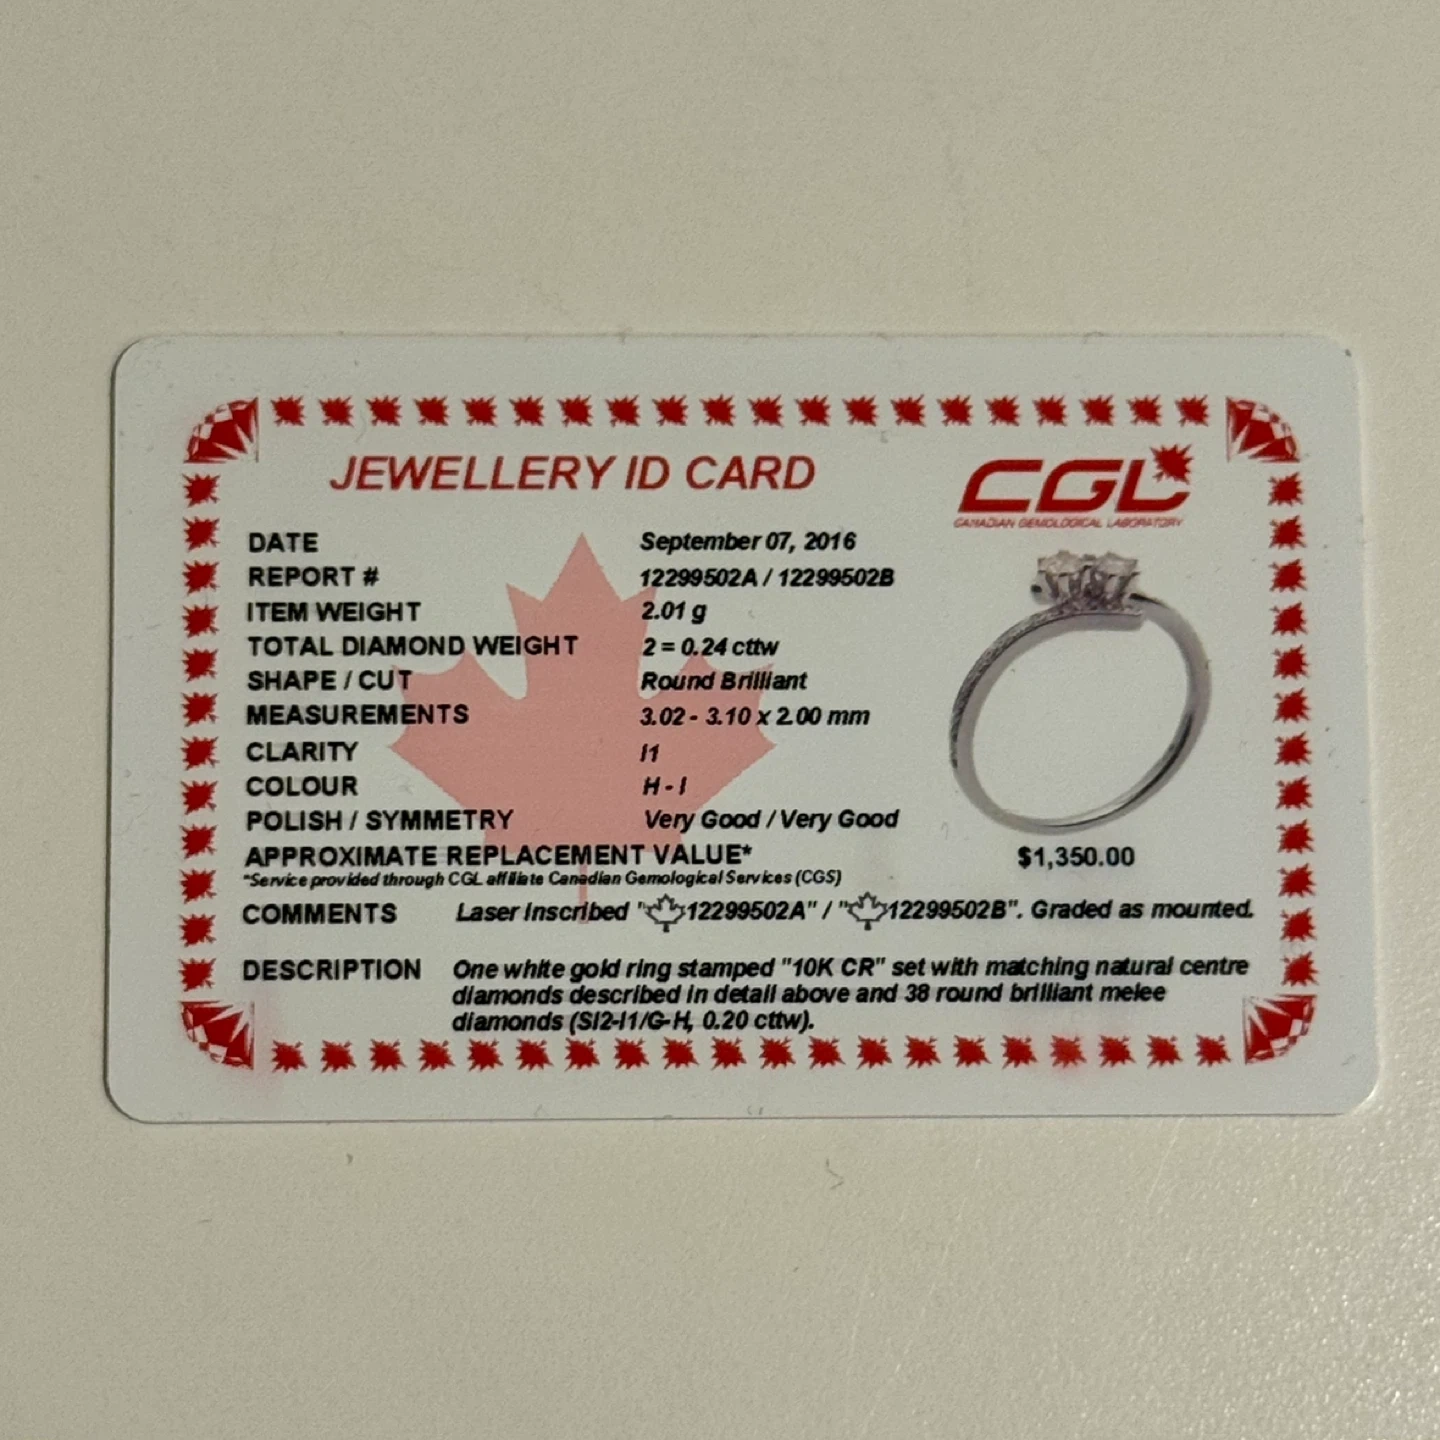 JEWELLERY ID CARD
CGL
CANADIAN GEMOLOGICAL LABORATORY
DATE September 07, 2016
REPORT # 12299502A / 12299502B
ITEM WEIGHT 2.01 g
TOTAL DIAMOND WEIGHT 2 = 0.24 cttw
SHAPE / CUT Round Brilliant
MEASUREMENTS 3.02 - 3.10 x 2.00 mm
CLARITY I1
COLOUR H - I
POLISH / SYMMETRY Very Good / Very Good
APPROXIMATE REPLACEMENT VALUE* $1,350.00
*Service provided through CGL affiliate Canadian Gemological Services (CGS)
COMMENTS Laser Inscribed "12299502A" / "12299502B". Graded as mounted.
DESCRIPTION One white gold ring stamped "10K CR" set with matching natural centre
diamonds described in detail above and 38 round brilliant melee
diamonds (SI2-I1/G-H, 0.20 cttw).